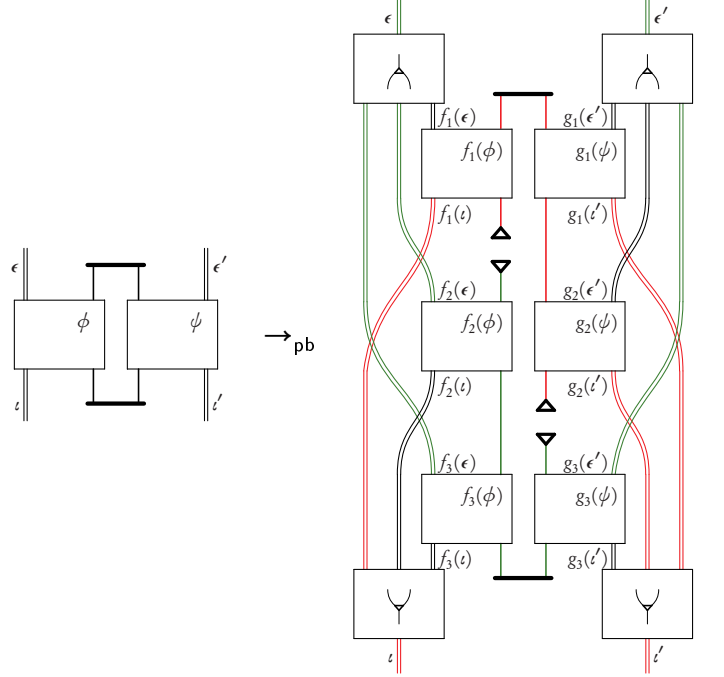 ϵ ϵ′
f₁(ϵ) g₁(ϵ′)
f₁(ϕ) g₁(ψ)
f₁(ι) g₁(ι′)
ϵ ϵ′
f₂(ϵ) g₂(ϵ′)
ϕ ψ f₂(ϕ) g₂(ψ)
→pb
f₂(ι) g₂(ι′)
ι ι′
f₃(ϵ) g₃(ϵ′)
f₃(ϕ) g₃(ψ)
f₃(ι) g₃(ι′)
ι ι′